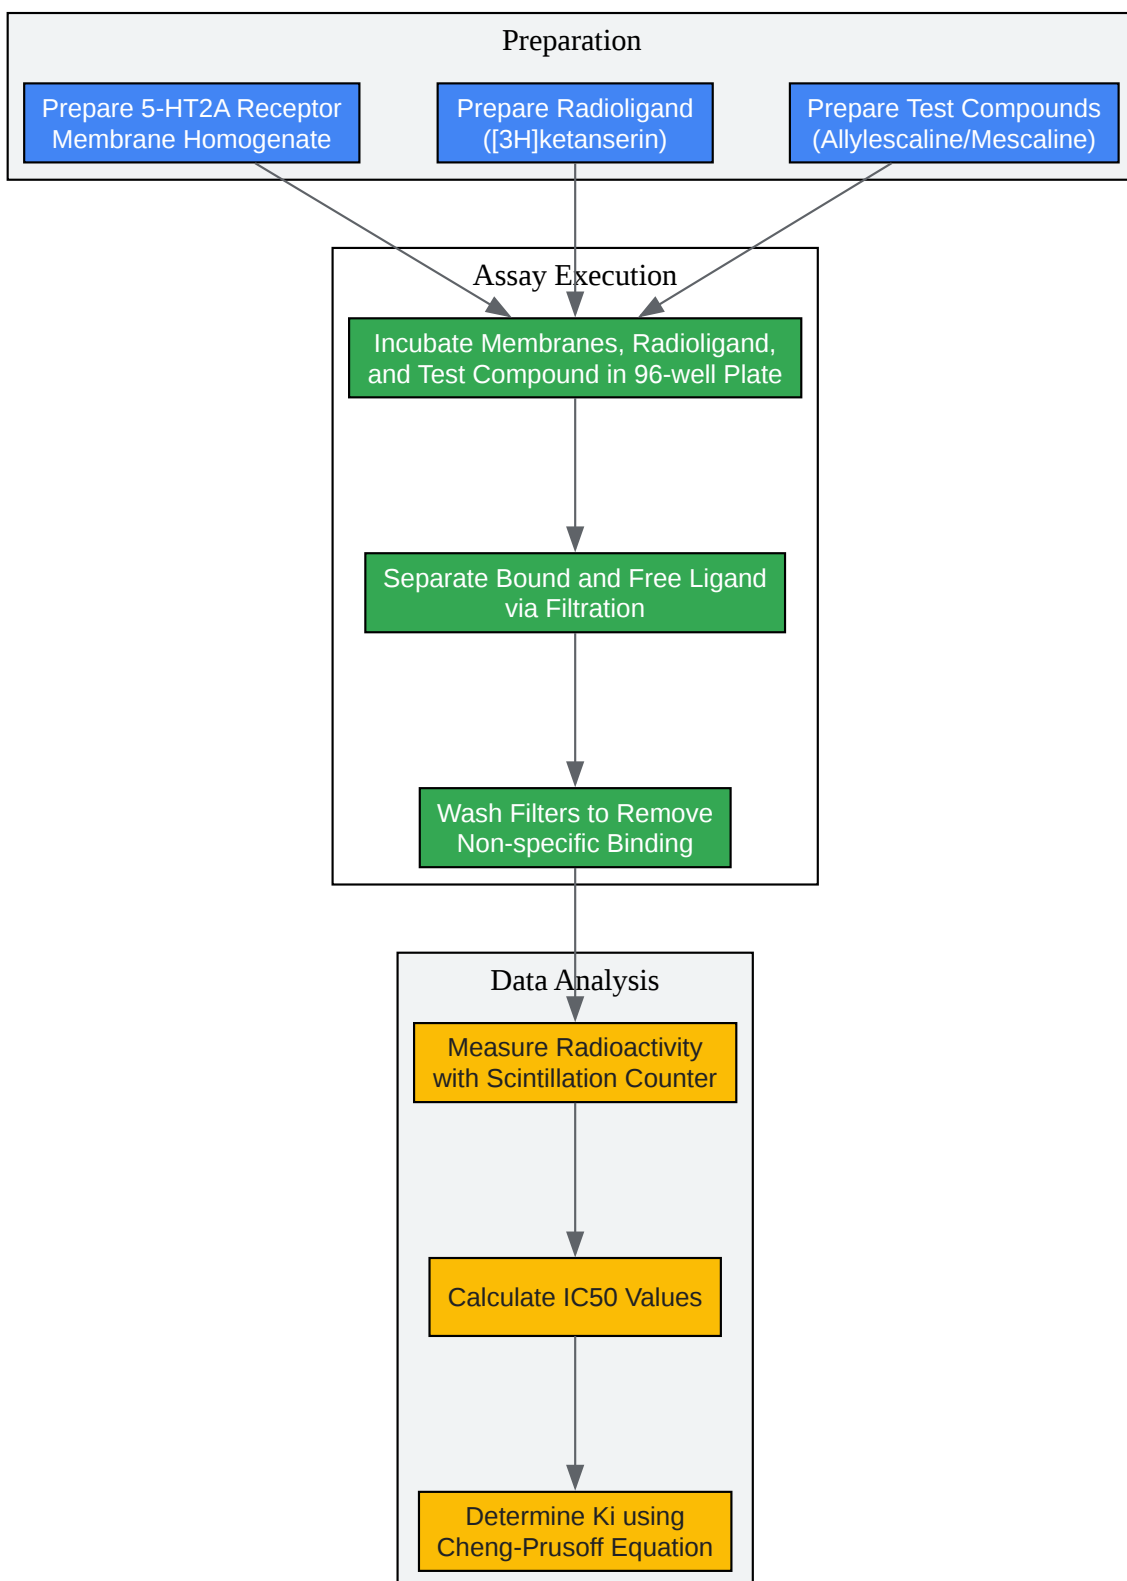 Preparation
Prepare 5-HT2A Receptor
Membrane Homogenate
Prepare Radioligand
([3H]ketanserin)
Prepare Test Compounds
(Allylescaline/Mescaline)
Assay Execution
Incubate Membranes, Radioligand,
and Test Compound in 96-well Plate
Separate Bound and Free Ligand
via Filtration
Wash Filters to Remove
Non-specific Binding
Data Analysis
Measure Radioactivity
with Scintillation Counter
Calculate IC50 Values
Determine Ki using
Cheng-Prusoff Equation